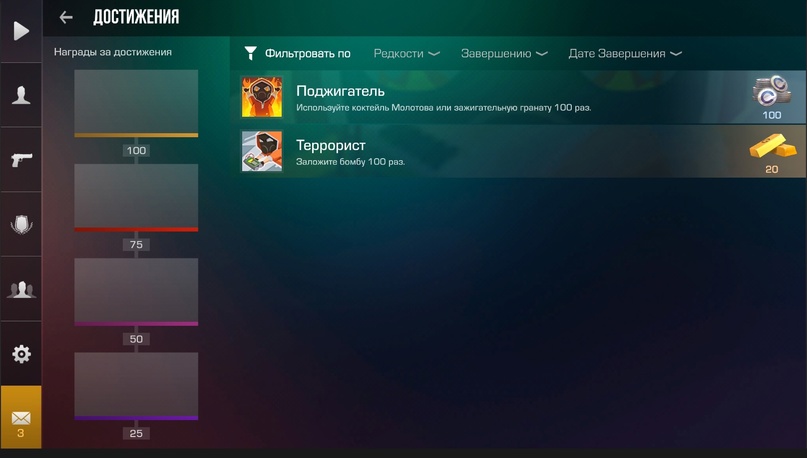 ДОСТИЖЕНИЯ
Награды за достижения
Фильтровать по
Редкости
Завершению
Дате Завершения
Поджигатель
Используйте коктейль Молотова или зажигательную гранату 100 раз.
100
Террорист
Заложите бомбу 100 раз.
20
100
75
50
25
3